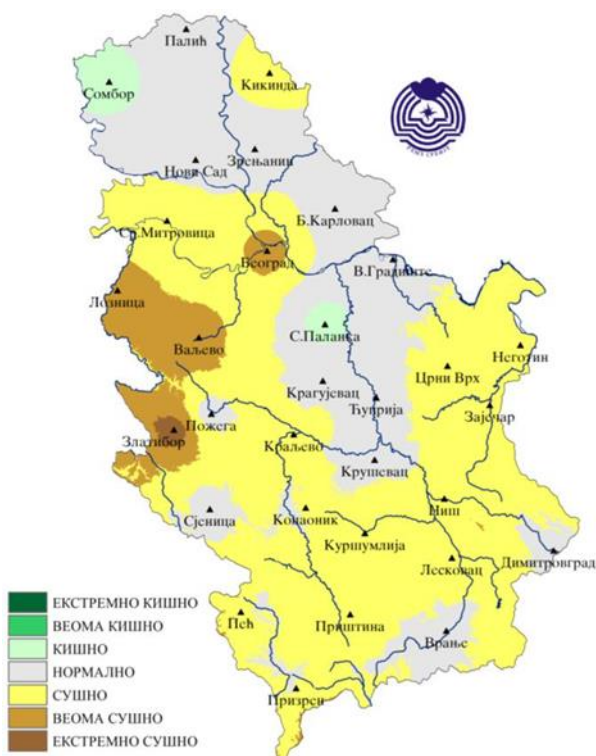 Палић
Сомбор
Кикинда
Нови Сад
Зрењанин
Б.Карловац
Ср.Митровица
Београд
В.Градиште
Лозница
Ваљево
С.Паланка
Неготин
Црни Врх
Крагујевац
Ћуприја
Зајечар
Пожега
Златибор
Краљево
Крушевац
Сјеница
Копаоник
Ниш
Куршумлија
Димитровград
Лесковац
Пећ
Приштина
Врање
Призрен
ЕКСТРЕМНО КИШНО
ВЕОМА КИШНО
КИШНО
НОРМАЛНО
СУШНО
ВЕОМА СУШНО
ЕКСТРЕМНО СУШНО